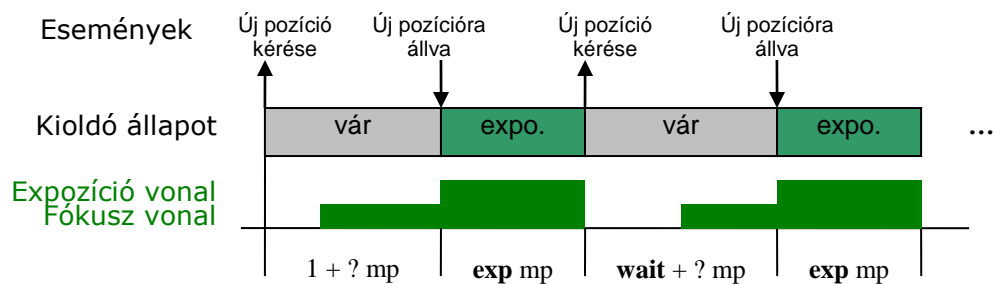 Események
Új pozíció
kérése
Új pozícióra
állva
Új pozíció
kérése
Új pozícióra
állva
Kioldó állapot
vár
expo.
vár
expo.
...
Expozíció vonal
Fókusz vonal
1 + ? mp
exp mp
wait + ? mp
exp mp